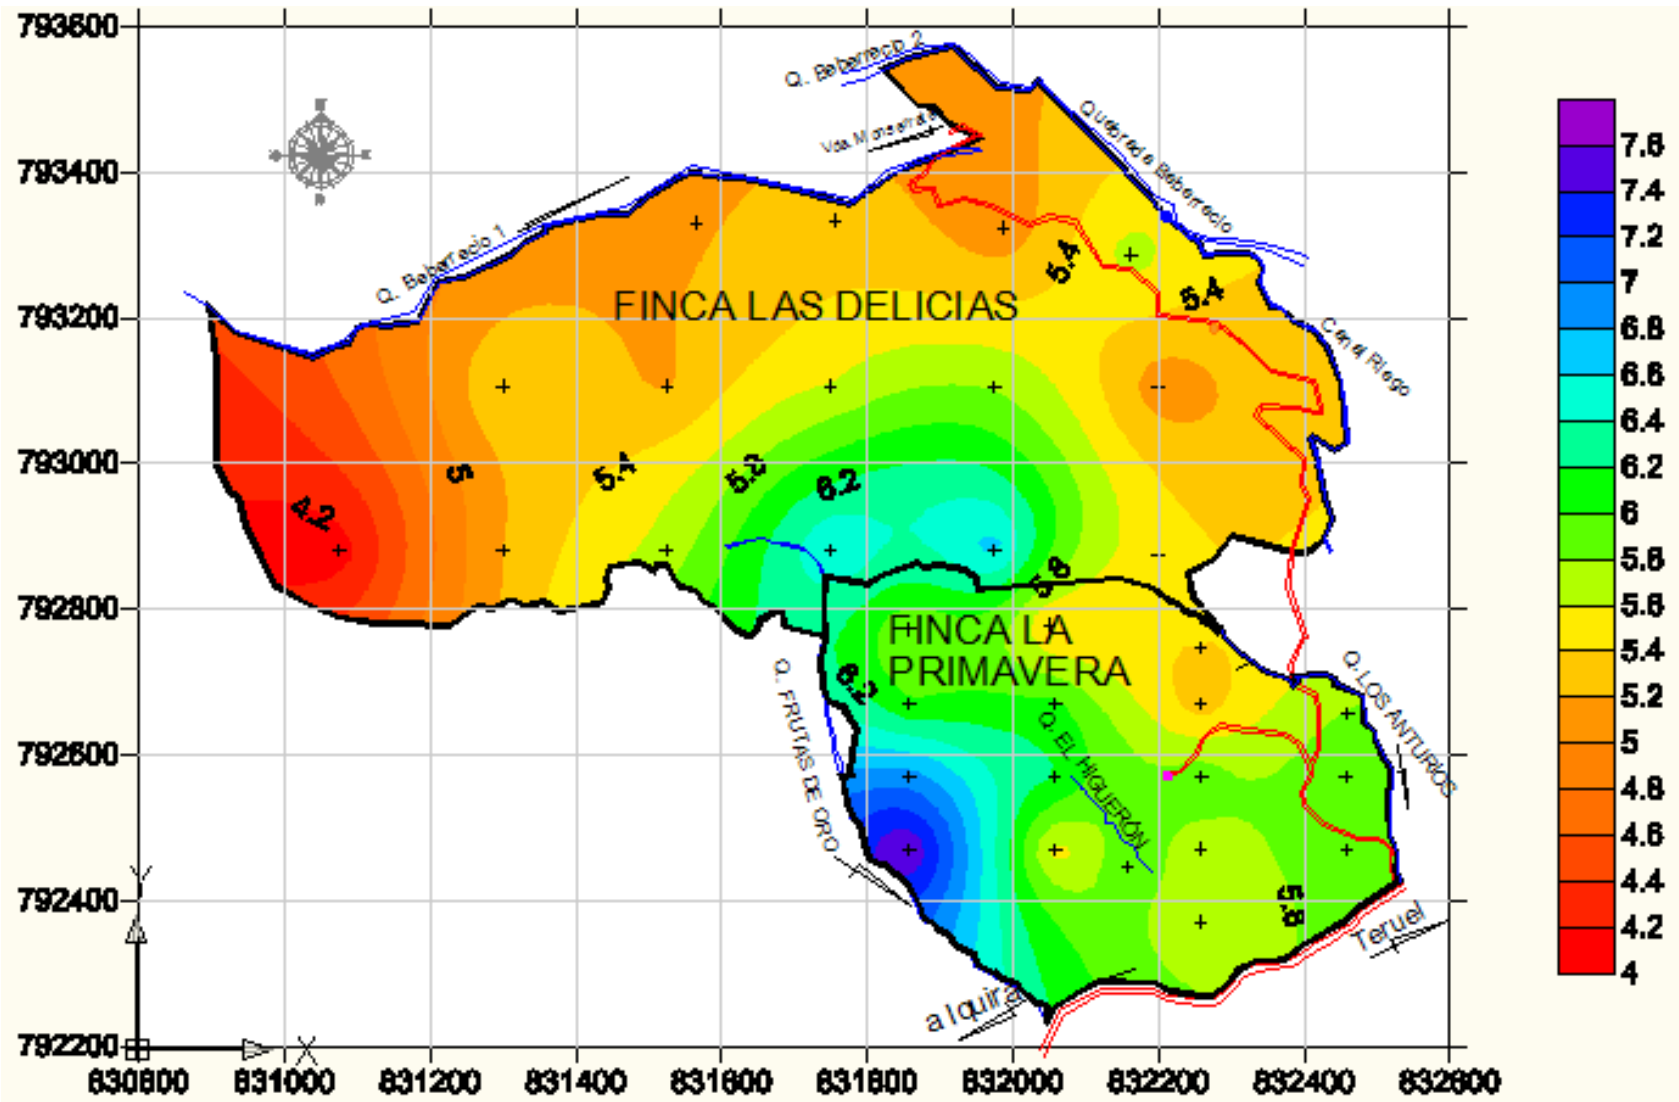 793600
793400
793200
793000
792800
792600
792400
792200
830800 831000 831200 831400 831600 831800 832000 832200 832400 832600
Y
X
Q. Beberrecio 2
Vda. Monserrate
Quebrada Beberrecio
Q. Beberrecio 1
Canal Riego
FINCA LAS DELICIAS
5.4
5.4
4.2
5
5.4
5.8
6.2
5.8
FINCA LA
PRIMAVERA
6.2
Q. FRUTAS DE ORO
Q. EL HIGUERÓN
Q. LOS ANTURIOS
5.8
a Iquira
Teruel
7.6
7.4
7.2
7
6.8
6.6
6.4
6.2
6
5.8
5.6
5.4
5.2
5
4.8
4.6
4.4
4.2
4